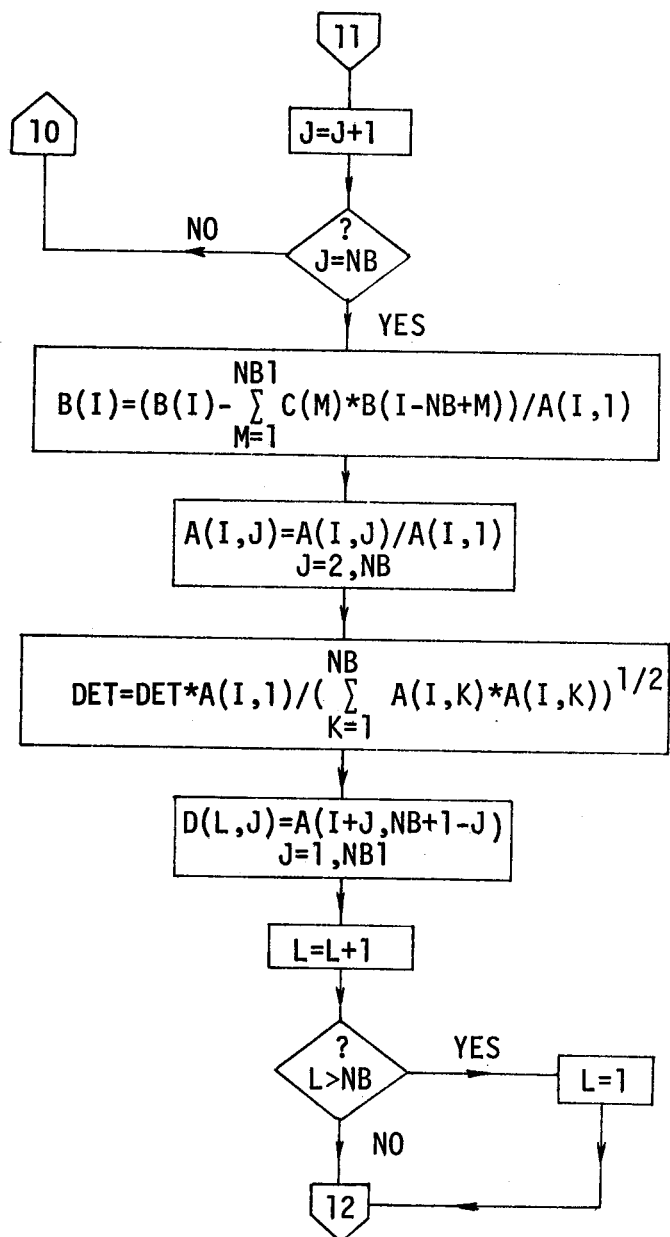 11
10
J=J+1
NO
?
J=NB
YES
NB1
B(I)=(B(I)-∑ C(M)*B(I-NB+M))/A(I,1)
M=1
A(I,J)=A(I,J)/A(I,1)
J=2,NB
NB
DET=DET*A(I,1)/(∑ A(I,K)*A(I,K))1/2
K=1
D(L,J)=A(I+J,NB+1-J)
J=1,NB1
L=L+1
?
L>NB
YES
L=1
NO
12